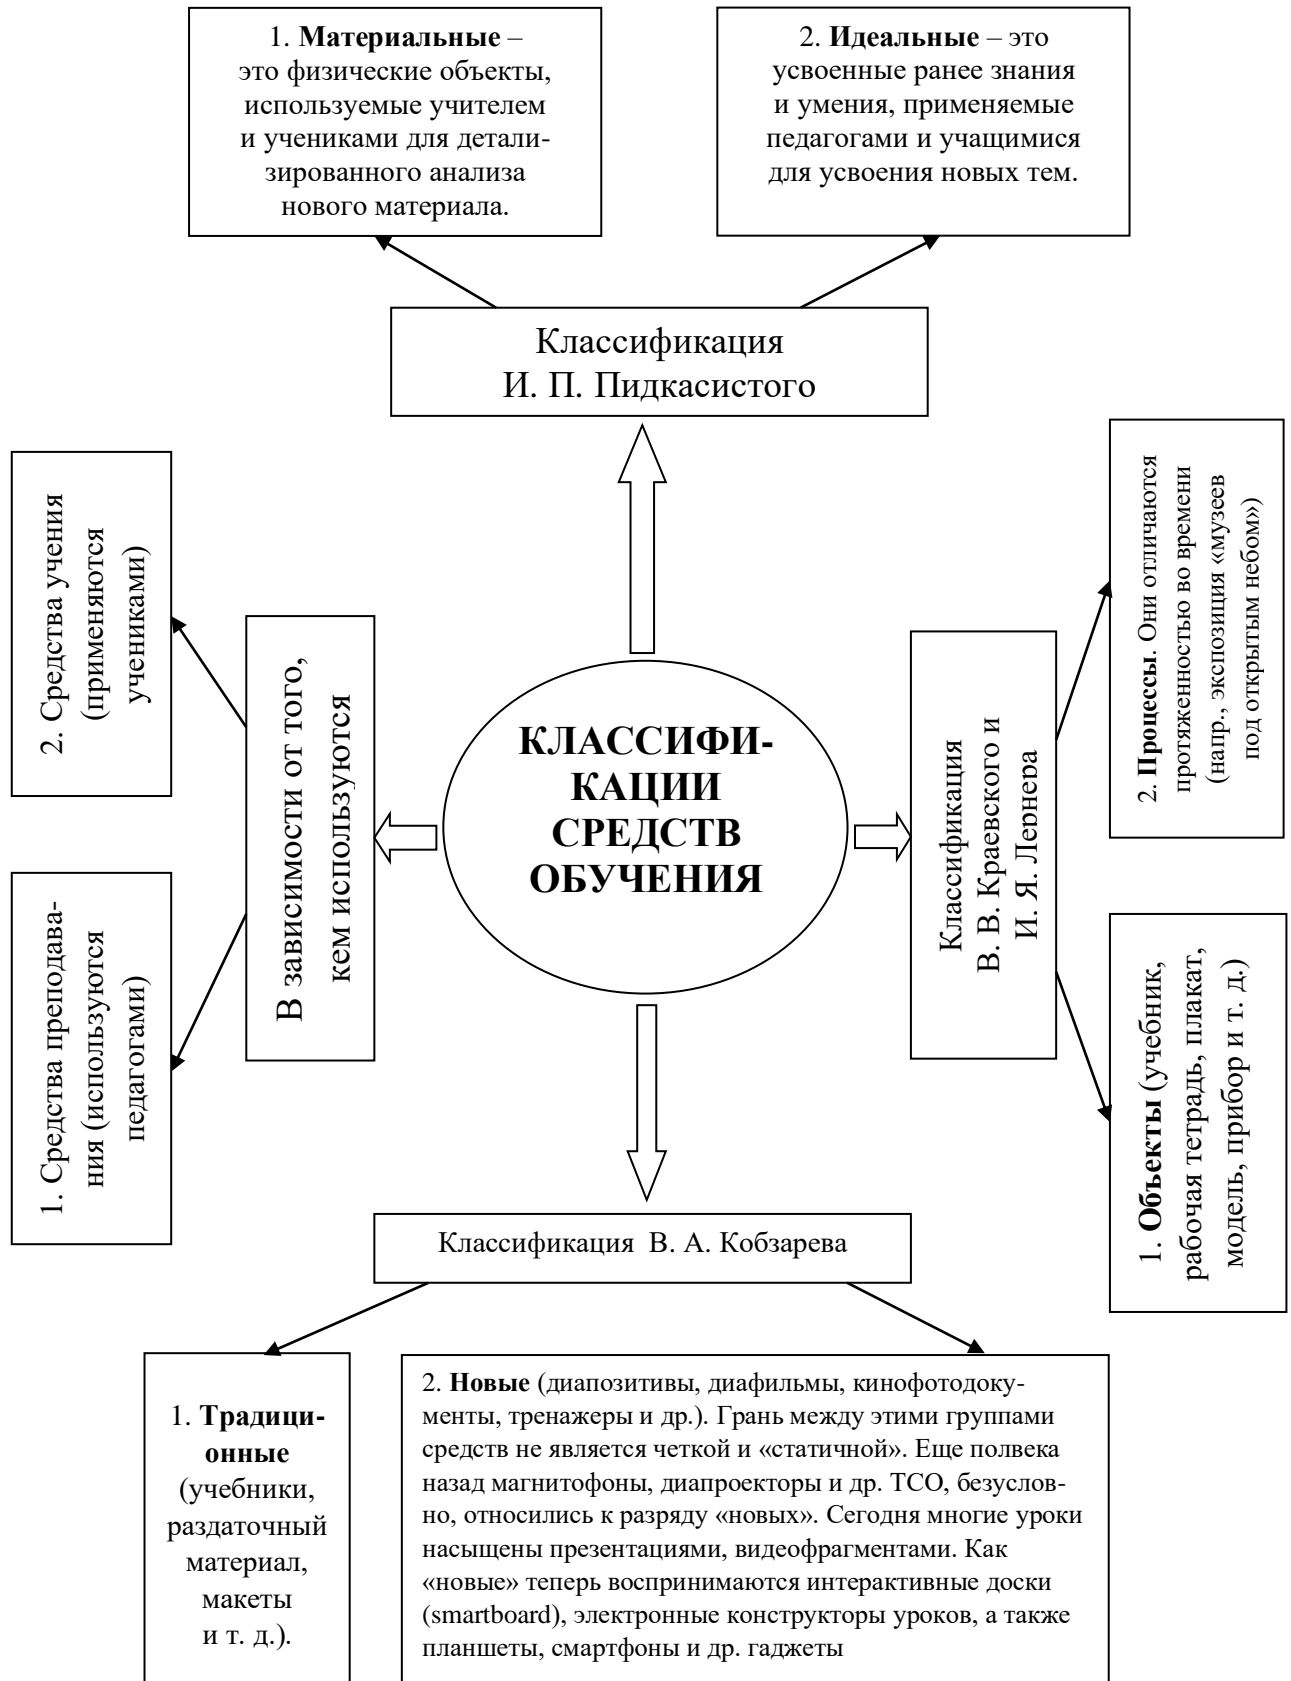 1. Материальные –
это физические объекты,
используемые учителем
и учениками для детали-
зированного анализа
нового материала.
2. Идеальные – это
усвоенные ранее знания
и умения, применяемые
педагогами и учащимися
для усвоения новых тем.
Классификация
И. П. Пидкасистого
2. Средства учения
(применяются
учениками)
1. Средства преподава-
ния (используются
педагогами)
В зависимости от того,
кем используются
КЛАССИФИ-
КАЦИИ
СРЕДСТВ
ОБУЧЕНИЯ
Классификация
В. В. Краевского и
И. Я. Лернера
2. Процессы. Они отличаются
протяженностью во времени
(напр., экспозиция «музеев
под открытым небом»)
1. Объекты (учебник,
рабочая тетрадь, плакат,
модель, прибор и т. д.)
Классификация В. А. Кобзарева
1. Традици-
онные
(учебники,
раздаточный
материал,
макеты
и т. д.).
2. Новые (диапозитивы, диафильмы, кинофотодоку-
менты, тренажеры и др.). Грань между этими группами
средств не является четкой и «статичной». Еще полвека
назад магнитофоны, диапроекторы и др. ТСО, безуслов-
но, относились к разряду «новых». Сегодня многие уроки
насыщены презентациями, видеофрагментами. Как
«новые» теперь воспринимаются интерактивные доски
(smartboard), электронные конструкторы уроков, а также
планшеты, смартфоны и др. гаджеты